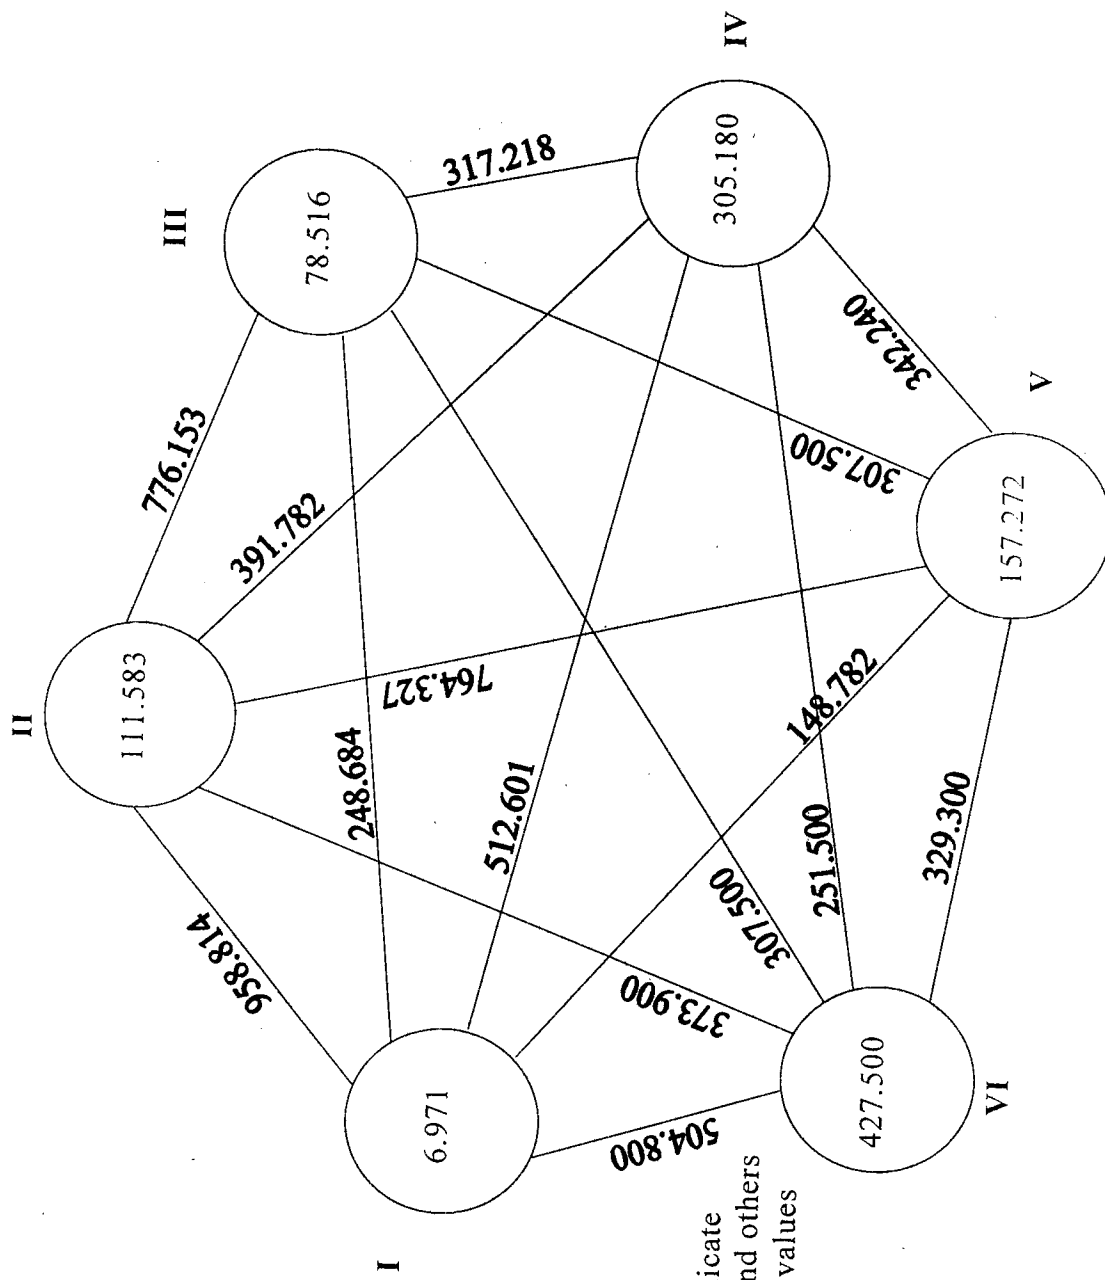 I
II
III
IV
V
VI
6.971
111.583
78.516
305.180
157.272
427.500
958.814
776.153
317.218
342.240
329.300
504.800
248.684
512.601
148.782
391.782
764.327
373.900
307.500
307.500
251.500
icate
nd others
values